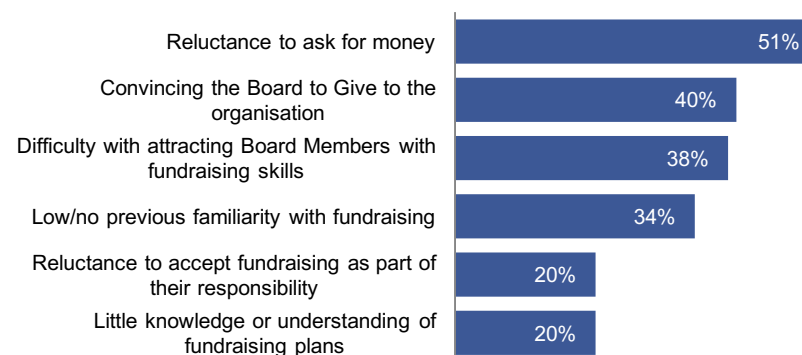 Reluctance to ask for money
51%
Convincing the Board to Give to the
organisation
40%
Difficulty with attracting Board Members with
fundraising skills
38%
Low/no previous familiarity with fundraising
34%
Reluctance to accept fundraising as part of
their responsibility
20%
Little knowledge or understanding of
fundraising plans
20%